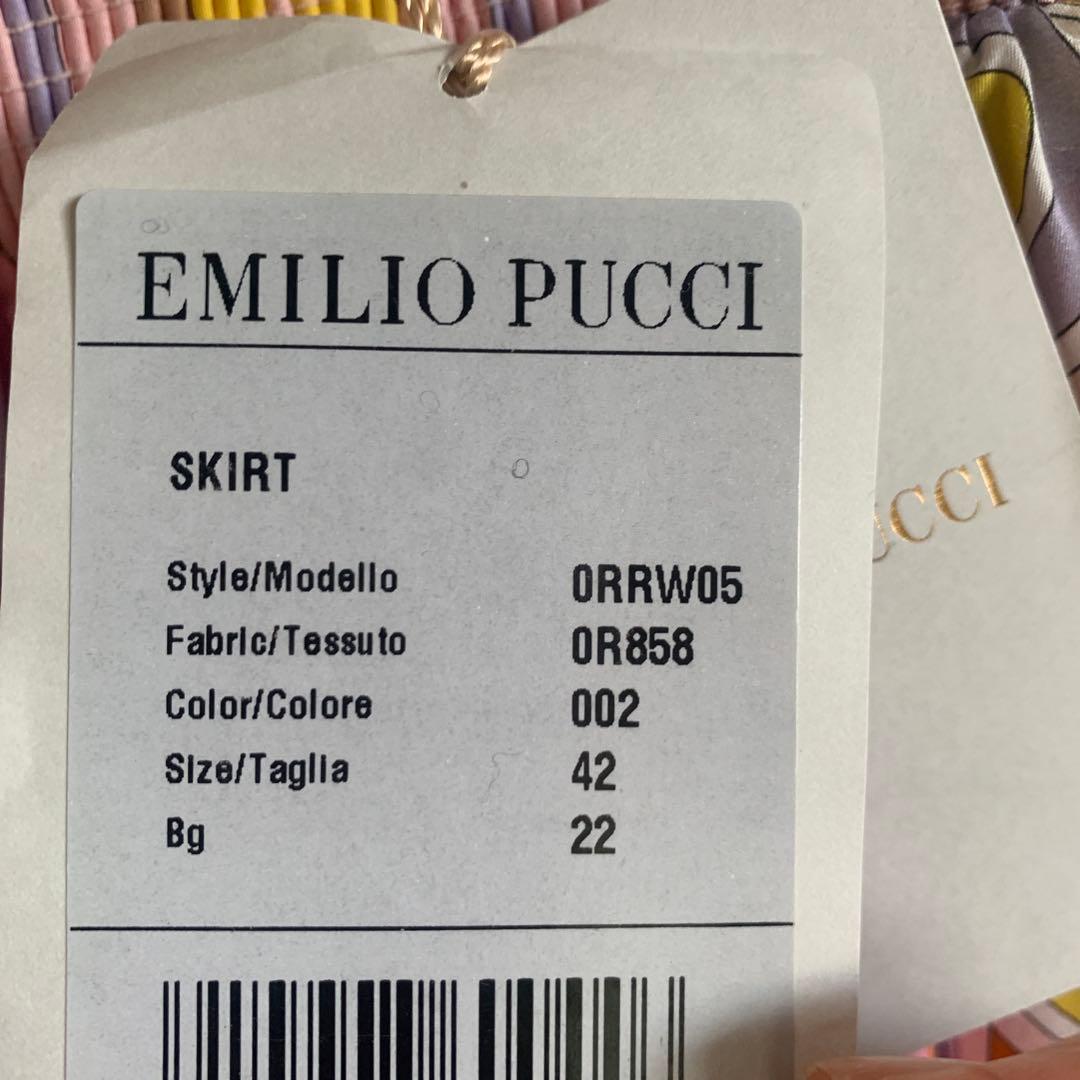 EMILIO PUCCI
SKIRT
Style/Modello 0RRW05
Fabric/Tessuto 0R858
Color/Colore 002
Size/Taglia 42
Bg 22
UCCI